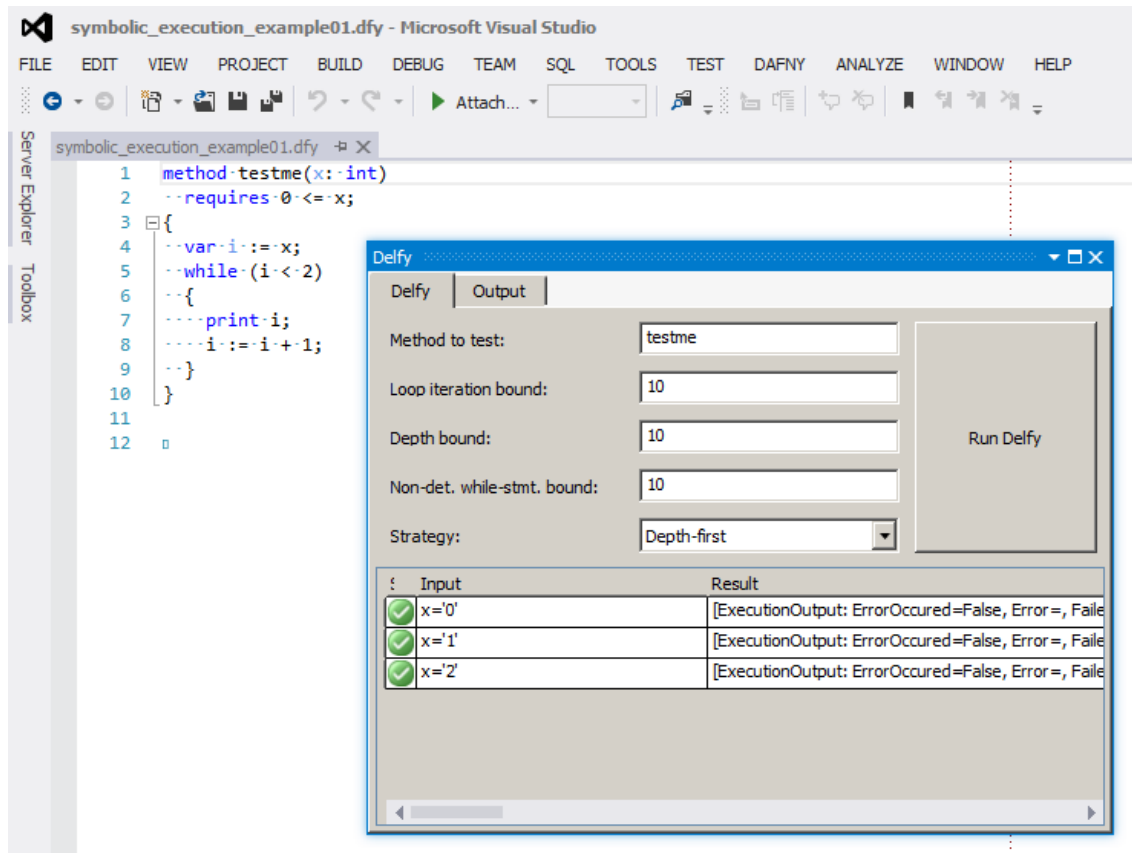 symbolic_execution_example01.dfy - Microsoft Visual Studio
FILE EDIT VIEW PROJECT BUILD DEBUG TEAM SQL TOOLS TEST DAFNY ANALYZE WINDOW HELP
Attach...
Server Explorer
Toolbox
symbolic_execution_example01.dfy
1 method·testme(x:·int)
2 ··requires·0·<=·x;
3 {
4 ··var·i·:=·x;
5 ··while·(i·<·2)
6 ··{
7 ····print·i;
8 ····i·:=·i·+·1;
9 ··}
10 }
11
12
Delfy
Delfy Output
Method to test: testme
Loop iteration bound: 10
Depth bound: 10
Non-det. while-stmt. bound: 10
Strategy: Depth-first
Run Delfy
Input Result
x='0' [ExecutionOutput: ErrorOccured=False, Error=, Faile
x='1' [ExecutionOutput: ErrorOccured=False, Error=, Faile
x='2' [ExecutionOutput: ErrorOccured=False, Error=, Faile